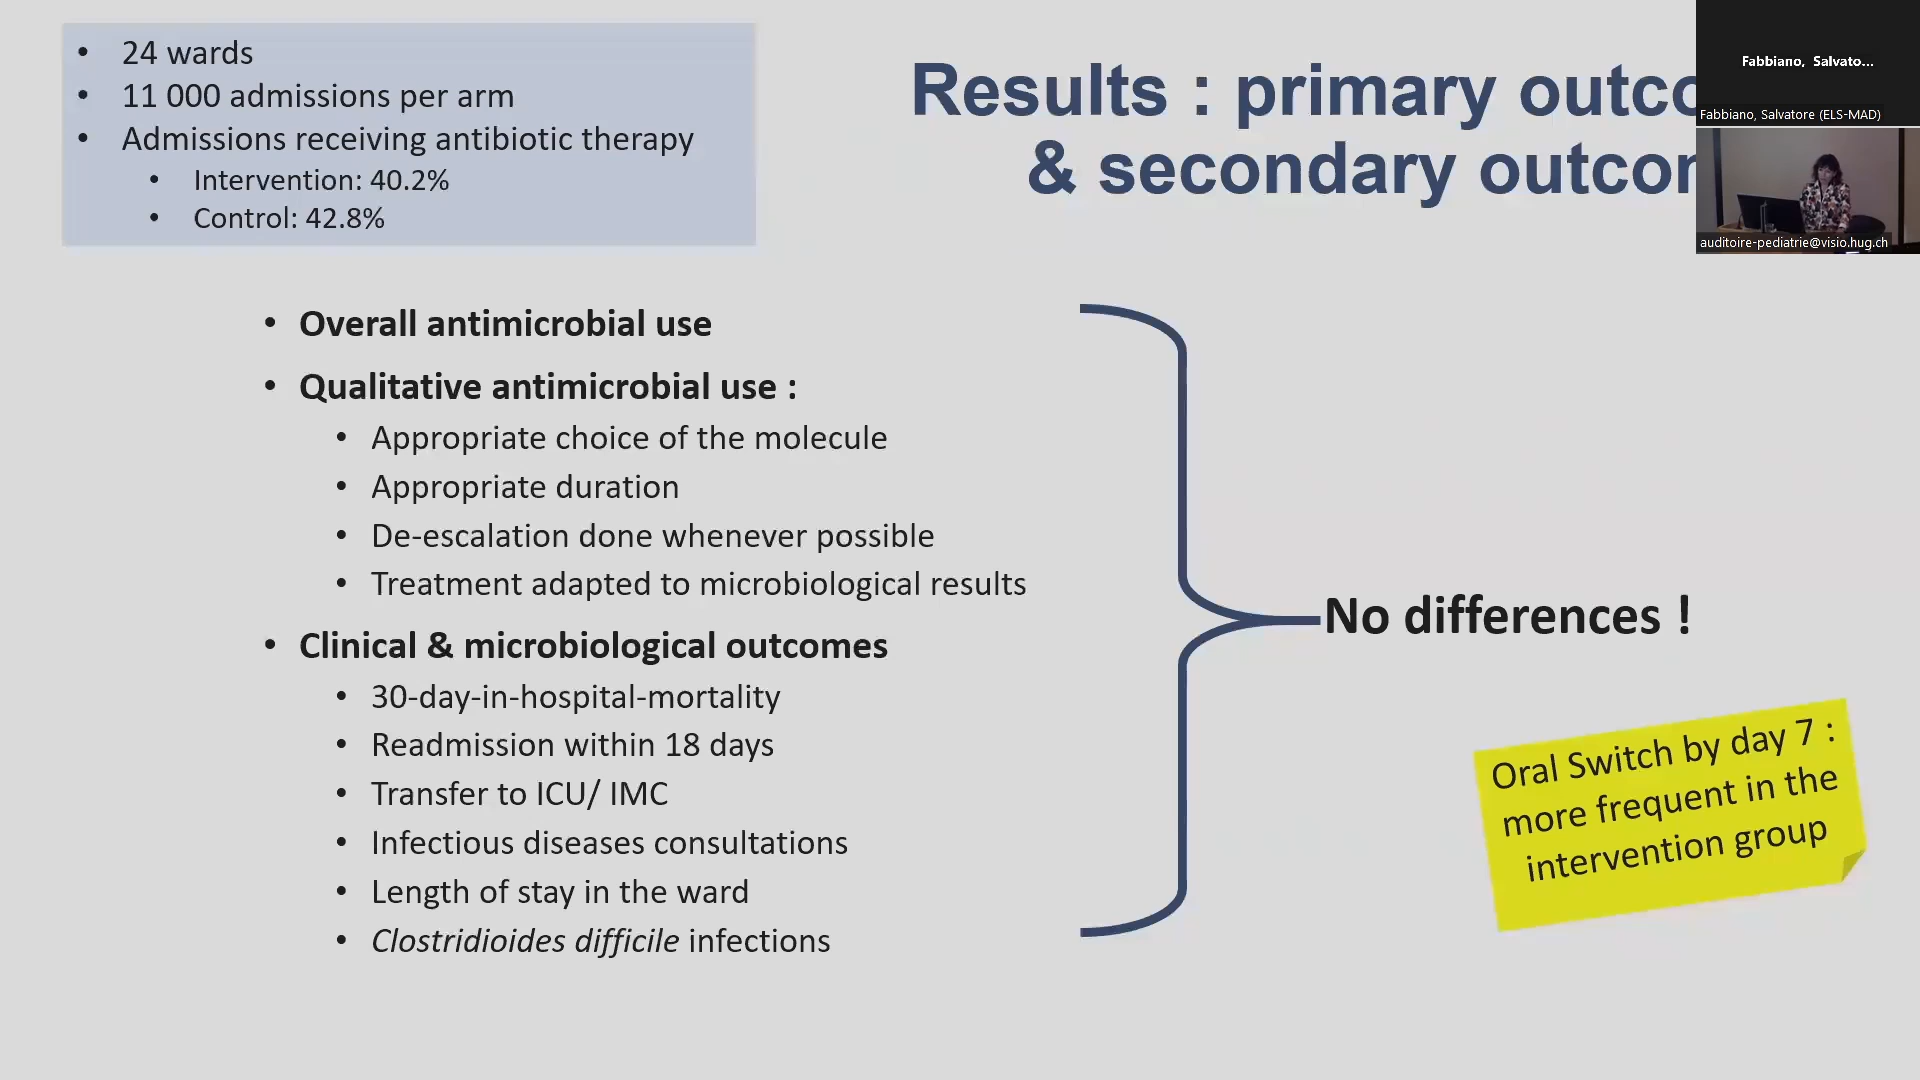 • 24 wards
• 11 000 admissions per arm
• Admissions receiving antibiotic therapy
• Intervention: 40.2%
• Control: 42.8%
Results : primary outco
& secondary outco
Fabbiano, Salvato...
Fabbiano, Salvatore (ELS-MAD)
auditoire-pediatrie@visio.hug.ch
• Overall antimicrobial use
• Qualitative antimicrobial use :
• Appropriate choice of the molecule
• Appropriate duration
• De-escalation done whenever possible
• Treatment adapted to microbiological results
• Clinical & microbiological outcomes
• 30-day-in-hospital-mortality
• Readmission within 18 days
• Transfer to ICU/ IMC
• Infectious diseases consultations
• Length of stay in the ward
• Clostridioides difficile infections
No differences !
Oral Switch by day 7 :
more frequent in the
intervention group